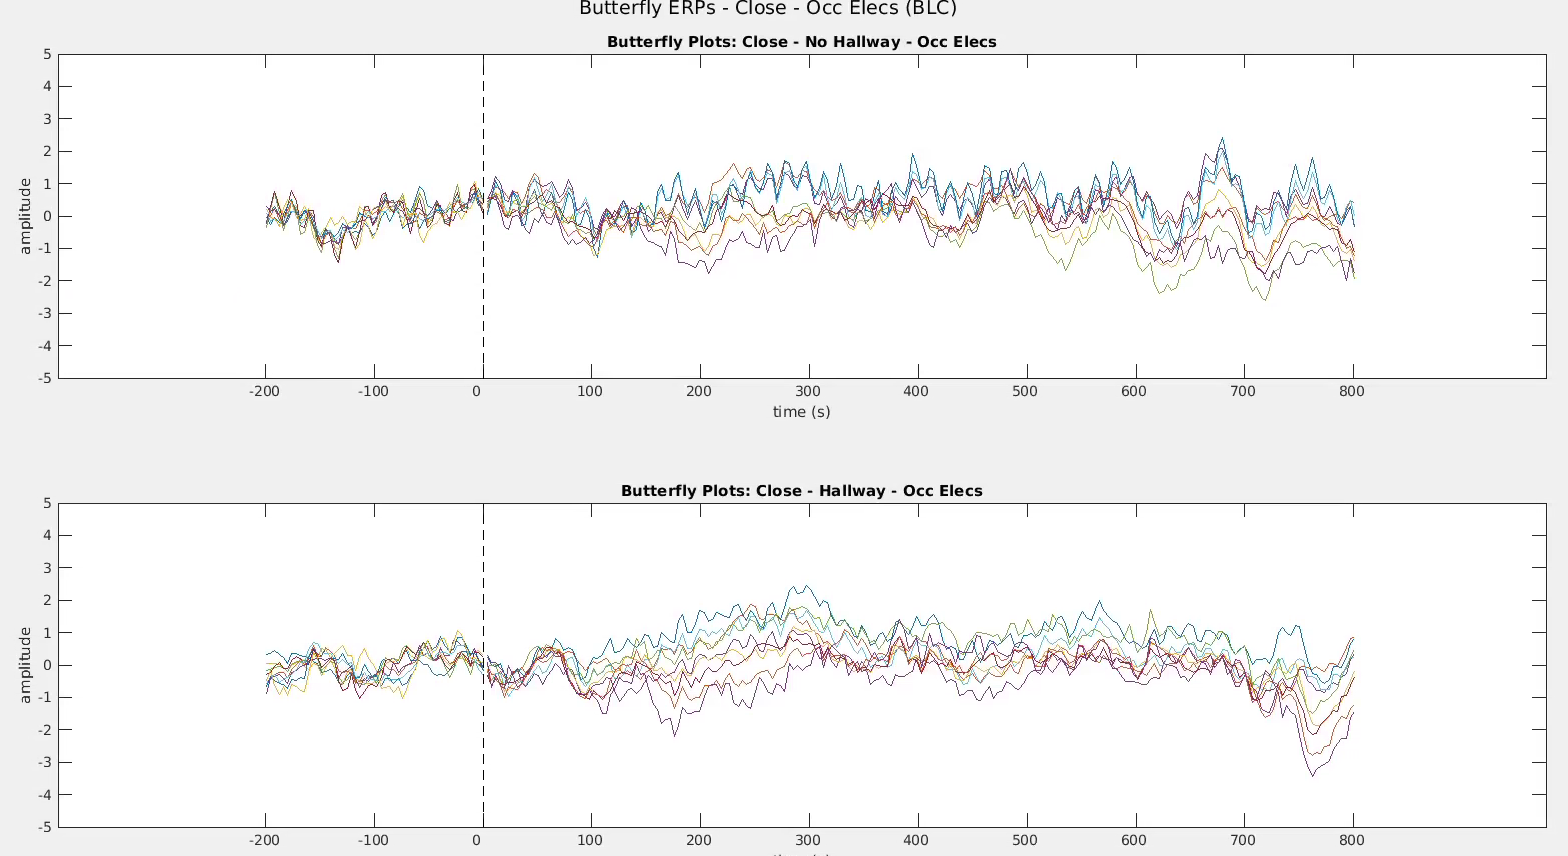 Butterfly ERPs - Close - Occ Elecs (BLC)
Butterfly Plots: Close - No Hallway - Occ Elecs
5
4
3
2
1
0
-1
-2
-3
-4
-5
amplitude
-200 -100 0 100 200 300 400 500 600 700 800
time (s)
Butterfly Plots: Close - Hallway - Occ Elecs
5
4
3
2
1
0
-1
-2
-3
-4
-5
amplitude
-200 -100 0 100 200 300 400 500 600 700 800